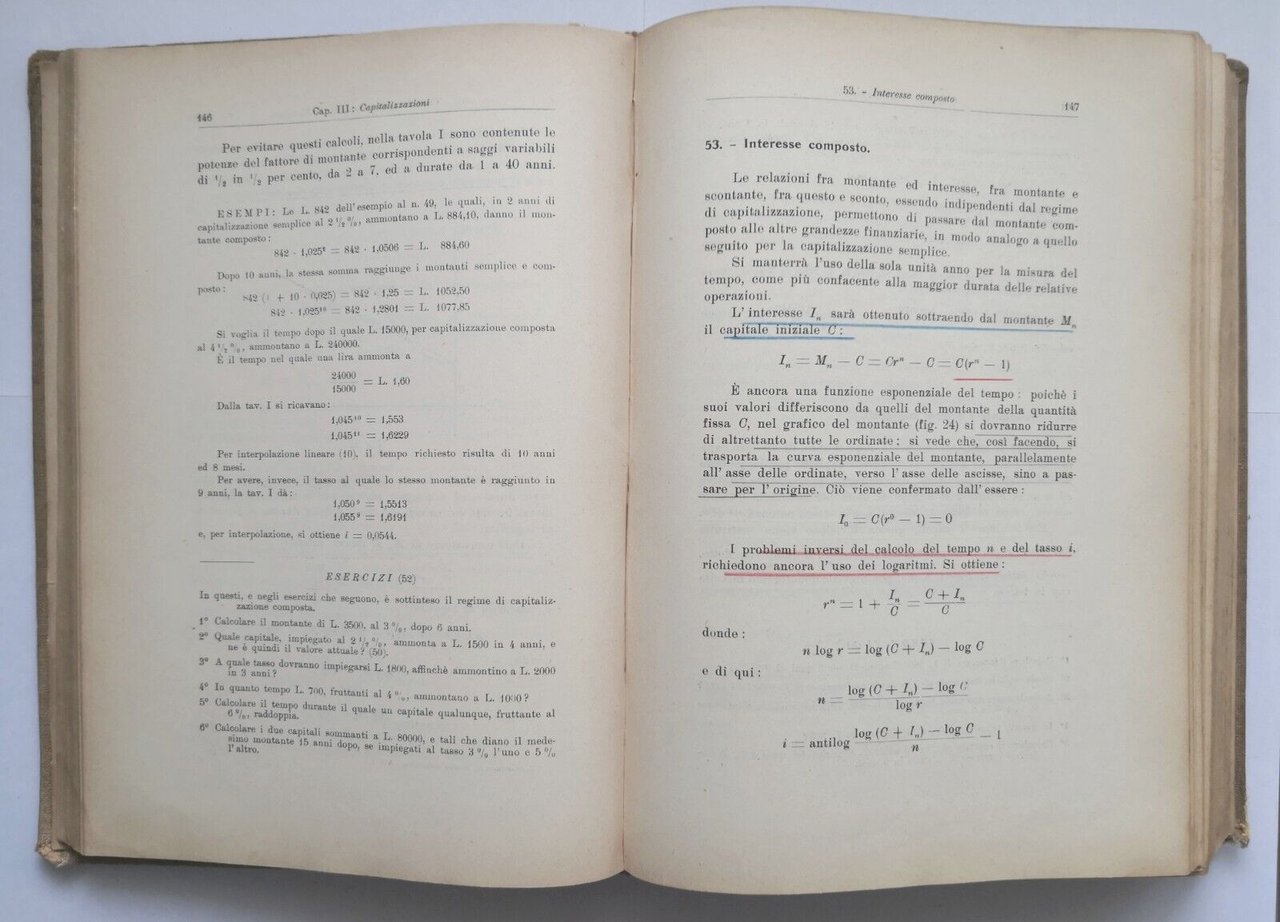 146
Cap. III: Capitalizzazioni
Per evitare questi calcoli, nella tavola I sono contenute le
potenze del fattore di montante corrispondenti a saggi variabili
di 1/2 in 1/2 per cento, da 2 a 7, ed a durate da 1 a 40 anni.
ESEMPI: Le L. 842 dell'esempio al n. 49, le quali, in 2 anni di
capitalizzazione semplice al 2 1/2 %, ammontano a L. 884,10, danno il mon-
tante composto:
842 · 1,025² = 842 · 1,0506 = L. 884,60
Dopo 10 anni, la stessa somma raggiunge i montanti semplice e com-
posto:
842 (1 + 10 · 0,025) = 842 · 1,25 = L. 1052,50
842 · 1,025¹⁰ = 842 · 1,2801 = L. 1077,85
Si voglia il tempo dopo il quale L. 15000, per capitalizzazione composta
al 4 1/2 %, ammontano a L. 240000.
È il tempo nel quale una lira ammonta a
24000
15000 = L. 1,60
Dalla tav. I si ricavano:
1,045¹⁰ = 1,553
1,045¹¹ = 1,6229
Per interpolazione lineare (10), il tempo richiesto risulta di 10 anni
ed 8 mesi.
Per avere, invece, il tasso al quale lo stesso montante è raggiunto in
9 anni, la tav. I dà:
1,050⁹ = 1,5513
1,055⁹ = 1,6191
e, per interpolazione, si ottiene i = 0,0544.
ESERCIZI (52)
In questi, e negli esercizi che seguono, è sottinteso il regime di capitaliz-
zazione composta.
1° Calcolare il montante di L. 3500, al 3 %, dopo 6 anni.
2° Quale capitale, impiegato al 2 1/2 %, ammonta a L. 1500 in 4 anni, e
ne è quindi il valore attuale? (50).
3° A quale tasso dovranno impiegarsi L. 1800, affinchè ammontino a L. 2000
in 3 anni?
4° In quanto tempo L. 700, fruttanti al 4 %, ammontano a L. 1000?
5° Calcolare il tempo durante il quale un capitale qualunque, fruttante al
6 %, raddoppia.
6° Calcolare i due capitali sommanti a L. 80000, e tali che diano il mede-
simo montante 15 anni dopo, se impiegati al tasso 3 % l'uno e 5 %
l'altro.
53. - Interesse composto
147
53. - Interesse composto.
Le relazioni fra montante ed interesse, fra montante e
scontante, fra questo e sconto, essendo indipendenti dal regime
di capitalizzazione, permettono di passare dal montante com-
posto alle altre grandezze finanziarie, in modo analogo a quello
seguito per la capitalizzazione semplice.
Si manterrà l'uso della sola unità anno per la misura del
tempo, come più confacente alla maggior durata delle relative
operazioni.
L'interesse Iₙ sarà ottenuto sottraendo dal montante Mₙ
il capitale iniziale C:
Iₙ = Mₙ − C = Crⁿ − C = C(rⁿ − 1)
È ancora una funzione esponenziale del tempo: poichè i
suoi valori differiscono da quelli del montante della quantità
fissa C, nel grafico del montante (fig. 24) si dovranno ridurre
di altrettanto tutte le ordinate; si vede che, così facendo, si
trasporta la curva esponenziale del montante, parallelamente
all'asse delle ordinate, verso l'asse delle ascisse, sino a pas-
sare per l'origine. Ciò viene confermato dall'essere:
I₀ = C(r⁰ − 1) = 0
I problemi inversi del calcolo del tempo n e del tasso i,
richiedono ancora l'uso dei logaritmi. Si ottiene:
rⁿ = 1 + Iₙ/C = (C + Iₙ)/C
donde:
n log r = log (C + Iₙ) − log C
e di qui:
n = log (C + Iₙ) − log C
log r
i = antilog log (C + Iₙ) − log C − 1
n